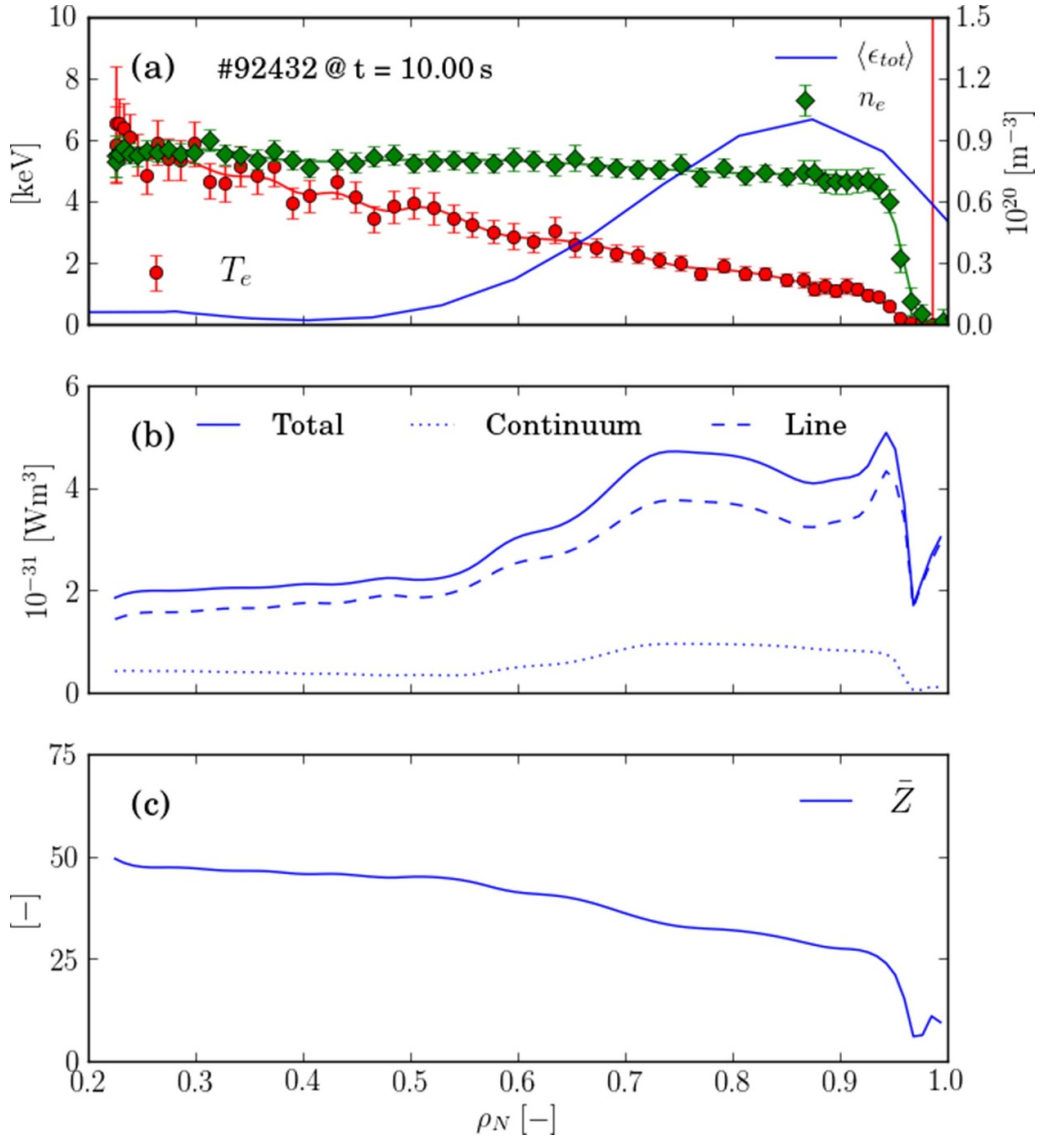 10
8
6
4
2
0
[keV]
(a) #92432 @ t = 10.00 s
⟨ϵ_tot⟩
n_e
T_e
1.5
1.2
0.9
0.6
0.3
0.0
10^20 [m^−3]
6
4
2
0
10^−31 [Wm^3]
(b) Total Continuum Line
75
50
25
0
[−]
(c) Z̄
0.2 0.3 0.4 0.5 0.6 0.7 0.8 0.9 1.0
ρ_N [−]